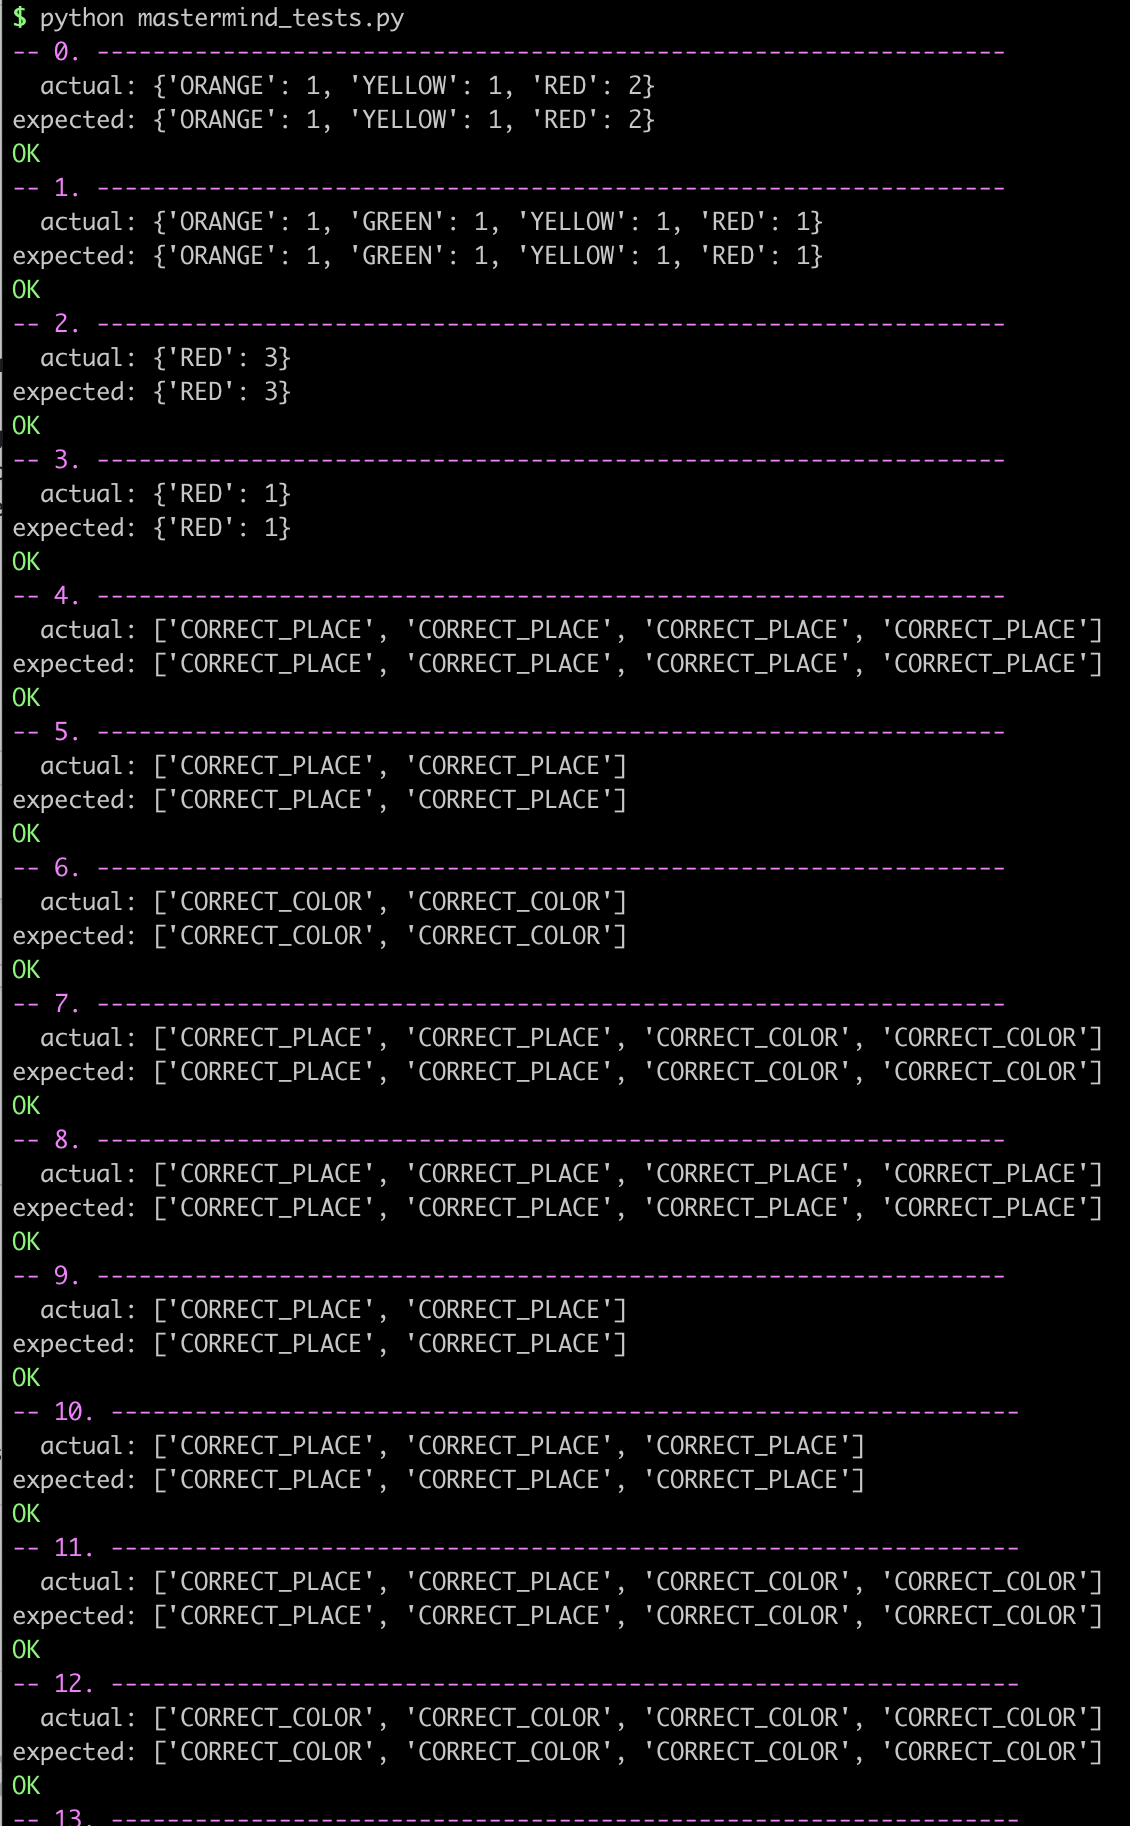 $ python mastermind_tests.py
-- 0. -----------------------------------------------------------------
  actual: {'ORANGE': 1, 'YELLOW': 1, 'RED': 2}
expected: {'ORANGE': 1, 'YELLOW': 1, 'RED': 2}
OK
-- 1. -----------------------------------------------------------------
  actual: {'ORANGE': 1, 'GREEN': 1, 'YELLOW': 1, 'RED': 1}
expected: {'ORANGE': 1, 'GREEN': 1, 'YELLOW': 1, 'RED': 1}
OK
-- 2. -----------------------------------------------------------------
  actual: {'RED': 3}
expected: {'RED': 3}
OK
-- 3. -----------------------------------------------------------------
  actual: {'RED': 1}
expected: {'RED': 1}
OK
-- 4. -----------------------------------------------------------------
  actual: ['CORRECT_PLACE', 'CORRECT_PLACE', 'CORRECT_PLACE', 'CORRECT_PLACE']
expected: ['CORRECT_PLACE', 'CORRECT_PLACE', 'CORRECT_PLACE', 'CORRECT_PLACE']
OK
-- 5. -----------------------------------------------------------------
  actual: ['CORRECT_PLACE', 'CORRECT_PLACE']
expected: ['CORRECT_PLACE', 'CORRECT_PLACE']
OK
-- 6. -----------------------------------------------------------------
  actual: ['CORRECT_COLOR', 'CORRECT_COLOR']
expected: ['CORRECT_COLOR', 'CORRECT_COLOR']
OK
-- 7. -----------------------------------------------------------------
  actual: ['CORRECT_PLACE', 'CORRECT_PLACE', 'CORRECT_COLOR', 'CORRECT_COLOR']
expected: ['CORRECT_PLACE', 'CORRECT_PLACE', 'CORRECT_COLOR', 'CORRECT_COLOR']
OK
-- 8. -----------------------------------------------------------------
  actual: ['CORRECT_PLACE', 'CORRECT_PLACE', 'CORRECT_PLACE', 'CORRECT_PLACE']
expected: ['CORRECT_PLACE', 'CORRECT_PLACE', 'CORRECT_PLACE', 'CORRECT_PLACE']
OK
-- 9. -----------------------------------------------------------------
  actual: ['CORRECT_PLACE', 'CORRECT_PLACE']
expected: ['CORRECT_PLACE', 'CORRECT_PLACE']
OK
-- 10. -----------------------------------------------------------------
  actual: ['CORRECT_PLACE', 'CORRECT_PLACE', 'CORRECT_PLACE']
expected: ['CORRECT_PLACE', 'CORRECT_PLACE', 'CORRECT_PLACE']
OK
-- 11. -----------------------------------------------------------------
  actual: ['CORRECT_PLACE', 'CORRECT_PLACE', 'CORRECT_COLOR', 'CORRECT_COLOR']
expected: ['CORRECT_PLACE', 'CORRECT_PLACE', 'CORRECT_COLOR', 'CORRECT_COLOR']
OK
-- 12. -----------------------------------------------------------------
  actual: ['CORRECT_COLOR', 'CORRECT_COLOR', 'CORRECT_COLOR', 'CORRECT_COLOR']
expected: ['CORRECT_COLOR', 'CORRECT_COLOR', 'CORRECT_COLOR', 'CORRECT_COLOR']
OK
-- 13. -----------------------------------------------------------------